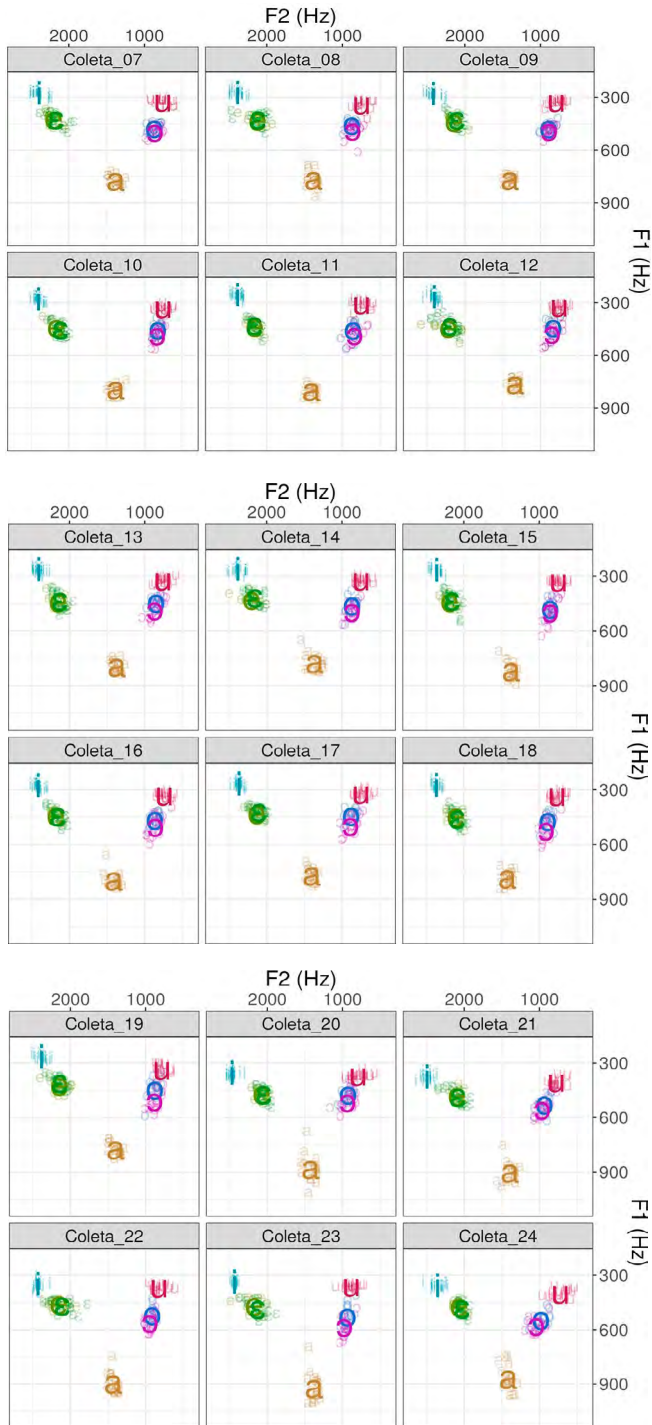 F2 (Hz)
2000 1000 2000 1000 2000 1000
Coleta_07 Coleta_08 Coleta_09
i e u o ɔ a
i e u o ɔ a
i e u o ɔ a
300
600
900
F1 (Hz)
Coleta_10 Coleta_11 Coleta_12
i e u o ɔ a
i e u o ɔ a
i e u o ɔ a
300
600
900
F2 (Hz)
2000 1000 2000 1000 2000 1000
Coleta_13 Coleta_14 Coleta_15
i e u o ɔ a
i e u o ɔ a
i e u o ɔ a
300
600
900
F1 (Hz)
Coleta_16 Coleta_17 Coleta_18
i e u o ɔ a
i e u o ɔ a
i e u o ɔ a
300
600
900
F2 (Hz)
2000 1000 2000 1000 2000 1000
Coleta_19 Coleta_20 Coleta_21
i e u o ɔ a
i e u o ɔ a
i e u o ɔ a
300
600
900
F1 (Hz)
Coleta_22 Coleta_23 Coleta_24
i e u o ɔ a
i e u o ɔ a
i e u o ɔ a
300
600
900